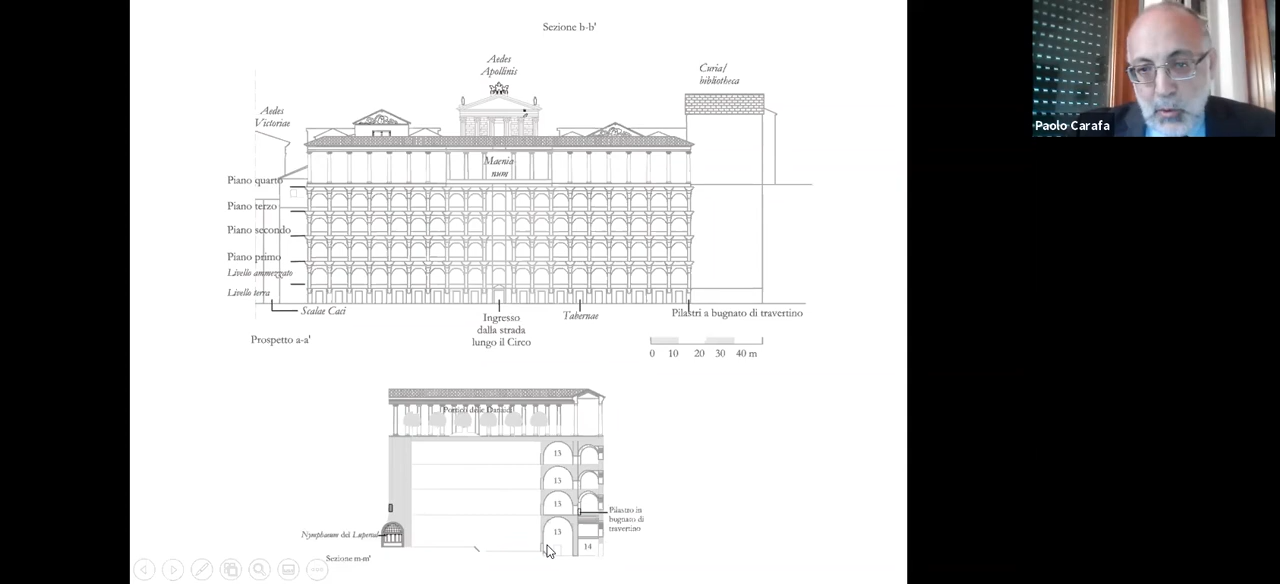 Sezione b-b'
Aedes
Apollinis
Curia/
bibliotheca
Aedes
Victoriae
Paolo Carafa
Maenia
num
Piano quarto
Piano terzo
Piano secondo
Piano primo
Livello ammezzato
Livello terra
Scalae Caci
Ingresso
dalla strada
lungo il Circo
Tabernae
Pilastri a bugnato di travertino
Prospetto a-a'
0 10 20 30 40 m
Portico delle Danaidi
13
13
13
13
14
Pilastro in
bugnato di
travertino
Nymphaeum del Lupercal
Sezione m-m'